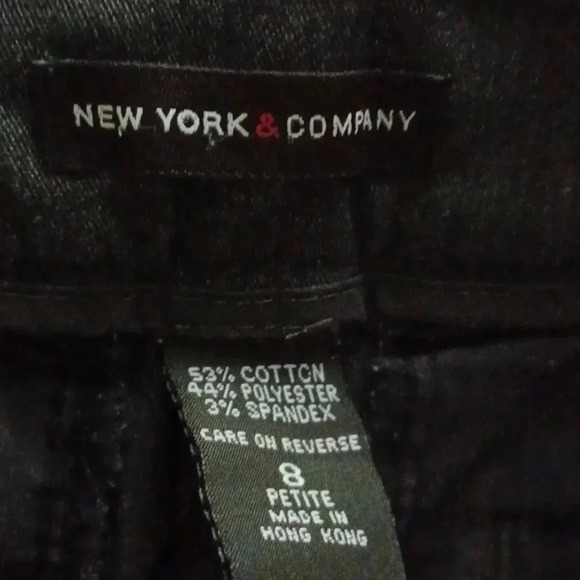 NEW YORK & COMPANY
53% COTTON
44% POLYESTER
3% SPANDEX
CARE ON REVERSE
8
PETITE
MADE IN
HONG KONG